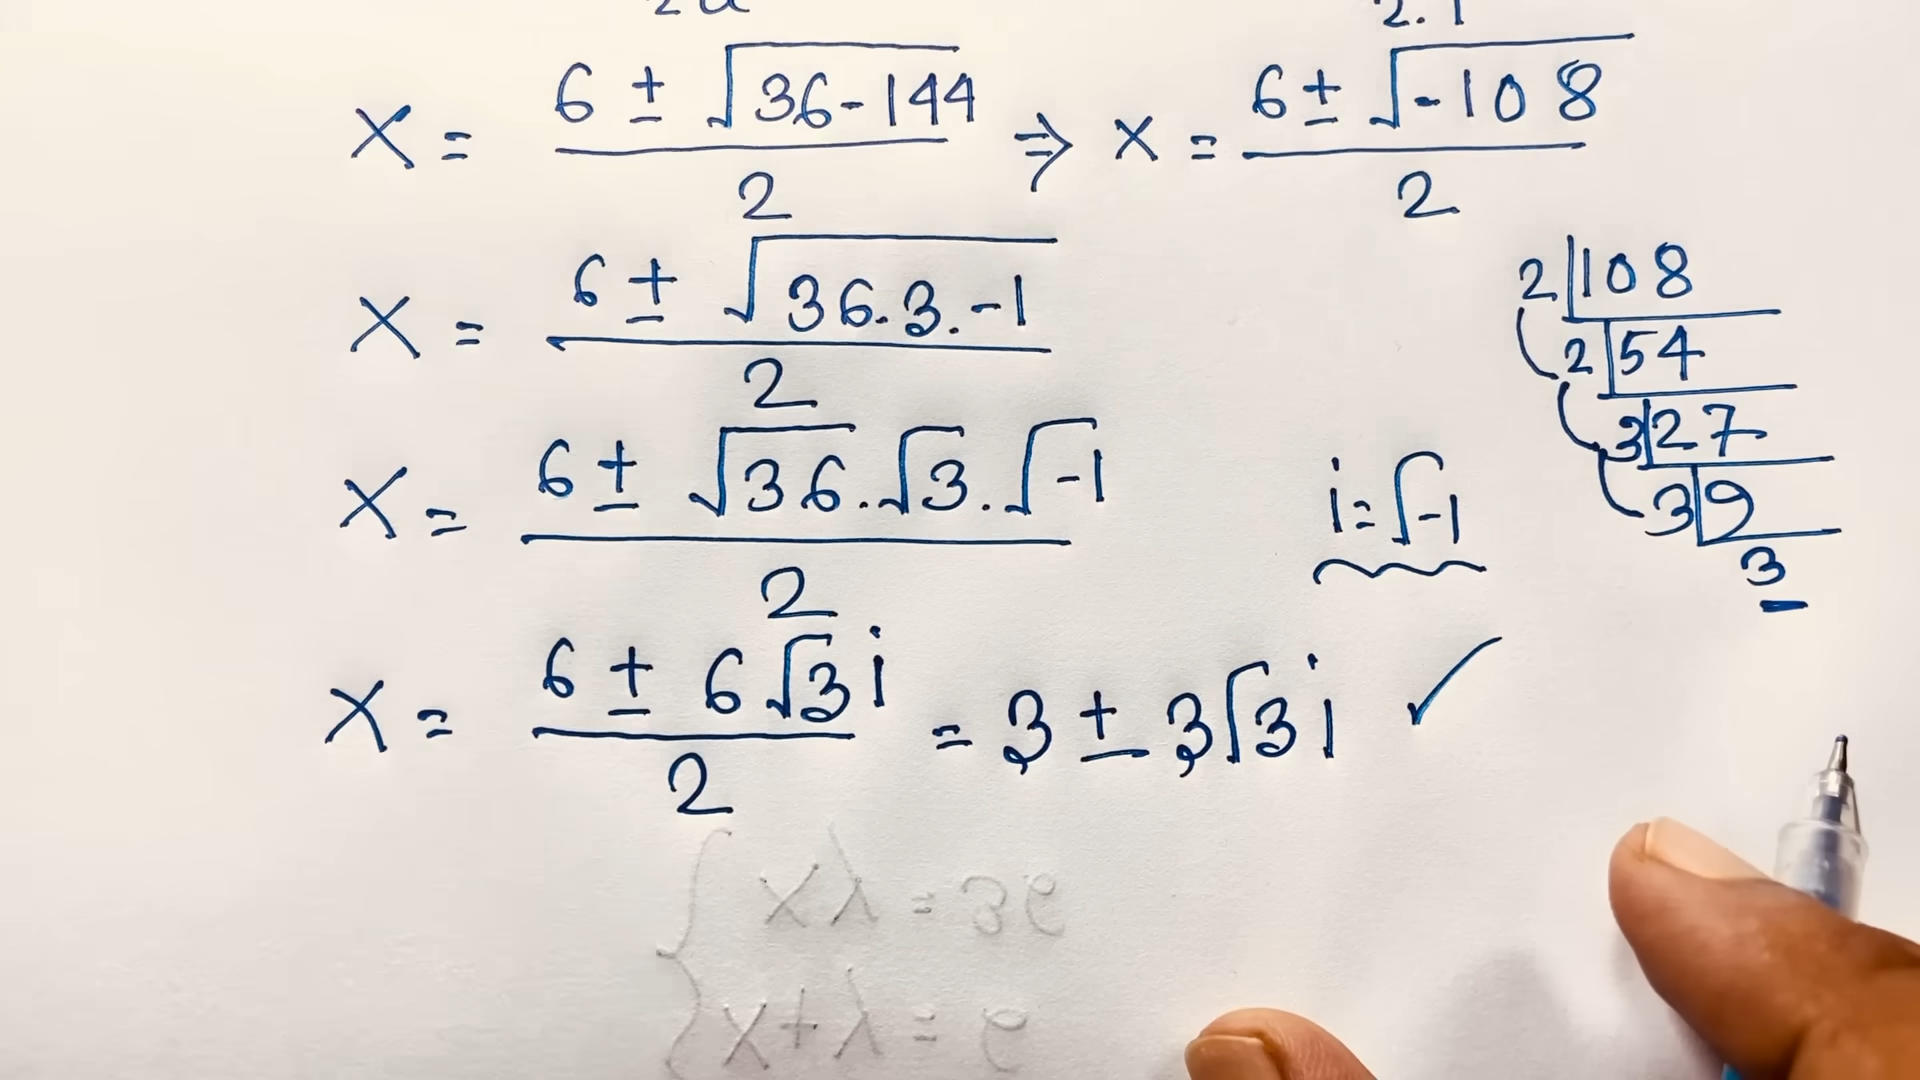 x = 6 ± √36-144 / 2 ⇒ x = 6 ± √-108 / 2
x = 6 ± √36.3.-1 / 2
x = 6 ± √36.√3.√-1 / 2
i = √-1
x = 6 ± 6√3 i / 2 = 3 ± 3√3 i ✓
2|108
2|54
3|27
3|9
3